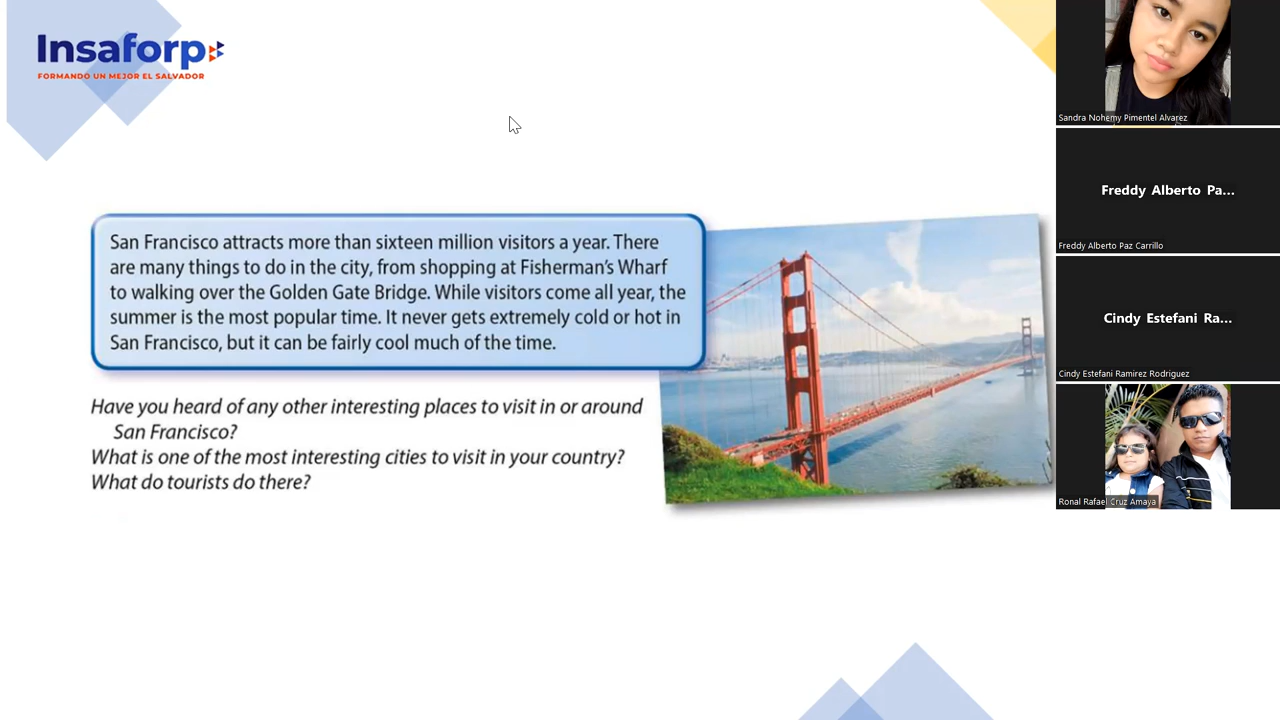 Insaforp
FORMANDO UN MEJOR EL SALVADOR
San Francisco attracts more than sixteen million visitors a year. There
are many things to do in the city, from shopping at Fisherman's Wharf
to walking over the Golden Gate Bridge. While visitors come all year, the
summer is the most popular time. It never gets extremely cold or hot in
San Francisco, but it can be fairly cool much of the time.
Have you heard of any other interesting places to visit in or around
San Francisco?
What is one of the most interesting cities to visit in your country?
What do tourists do there?
Sandra Nohemy Pimentel Alvarez
Freddy Alberto Pa...
Freddy Alberto Paz Carrillo
Cindy Estefani Ra...
Cindy Estefani Ramirez Rodriguez
Ronal Rafael Cruz Amaya